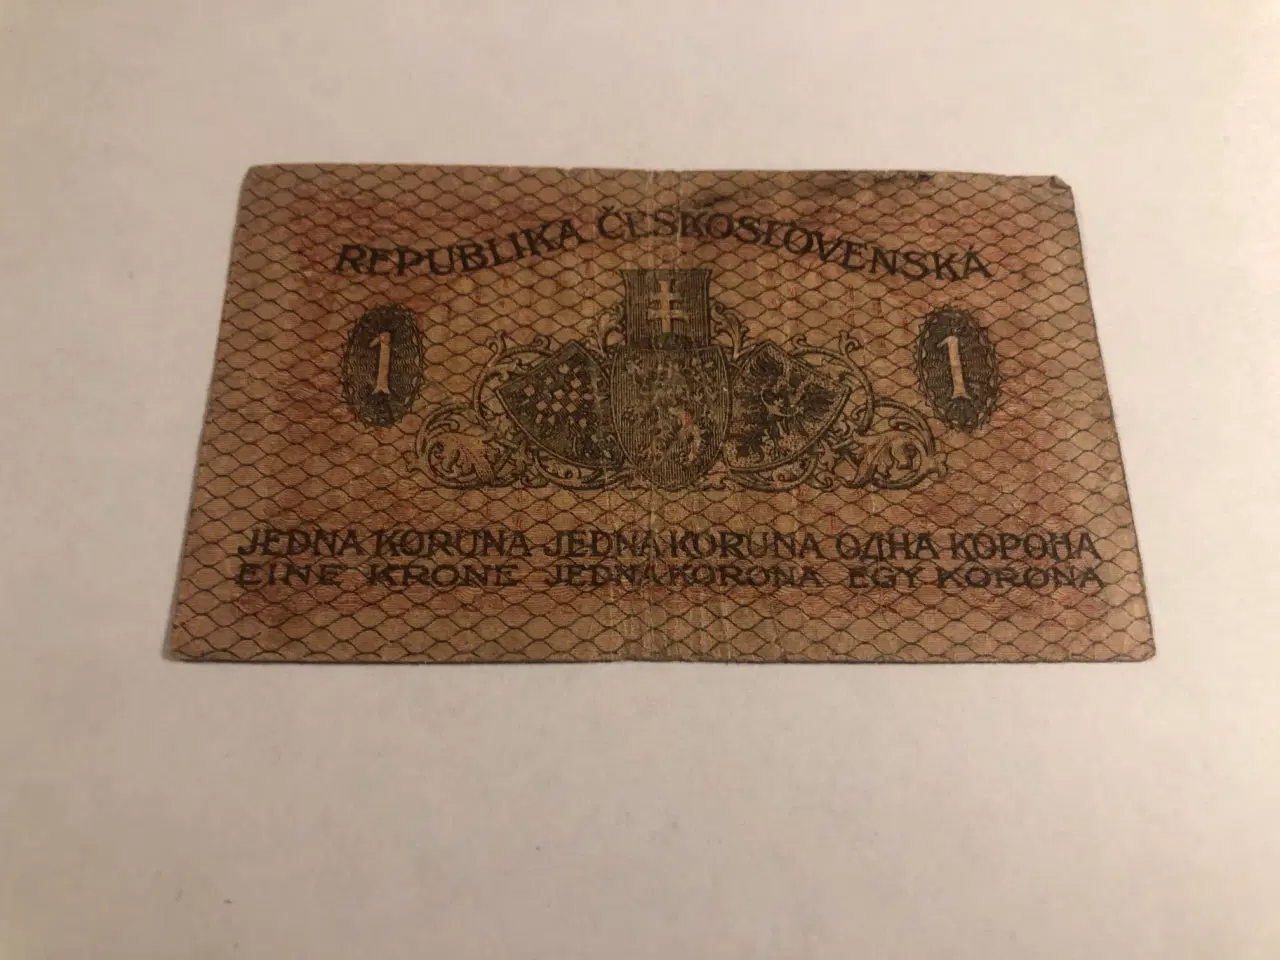 REPUBLIKA ČESKOSLOVENSKÁ
1 1
JEDNA KORUNA JEDNA KORUNA ОДНА КОРОНА
EINE KRONE JEDNA KORONA EGY KORONA